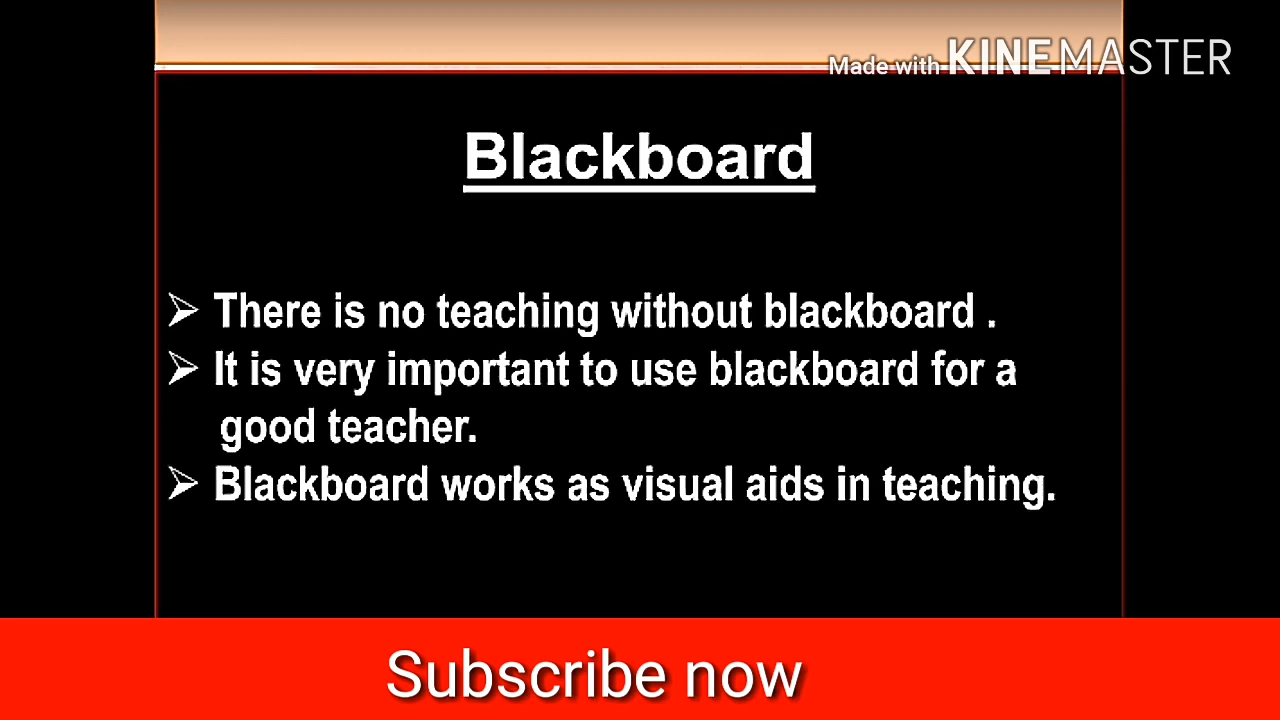 Made with KINEMASTER
Blackboard
➢ There is no teaching without blackboard .
➢ It is very important to use blackboard for a
good teacher.
➢ Blackboard works as visual aids in teaching.
Subscribe now